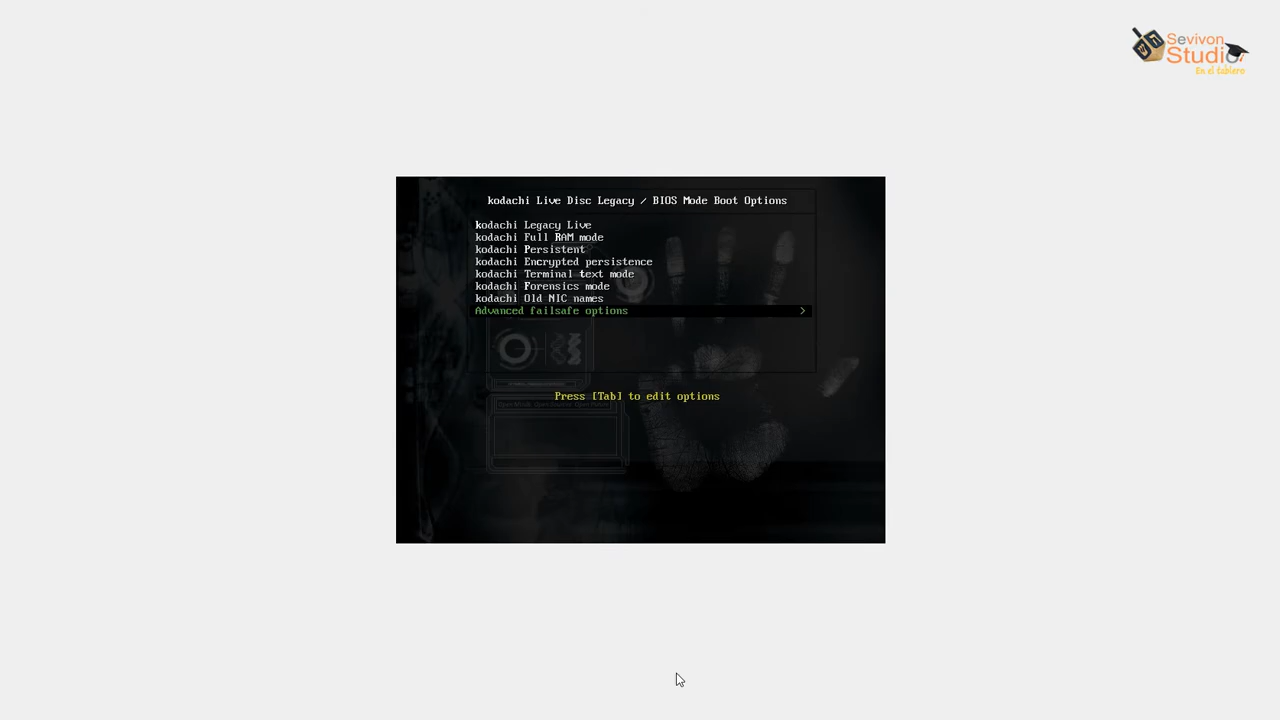 Sevivon
Studio
En el tablero
kodachi Live Disc Legacy / BIOS Mode Boot Options
kodachi Legacy Live
kodachi Full RAM mode
kodachi Persistent
kodachi Encrypted persistence
kodachi Terminal text mode
kodachi Forensics mode
kodachi Old NIC names
Advanced failsafe options >
Press [Tab] to edit options